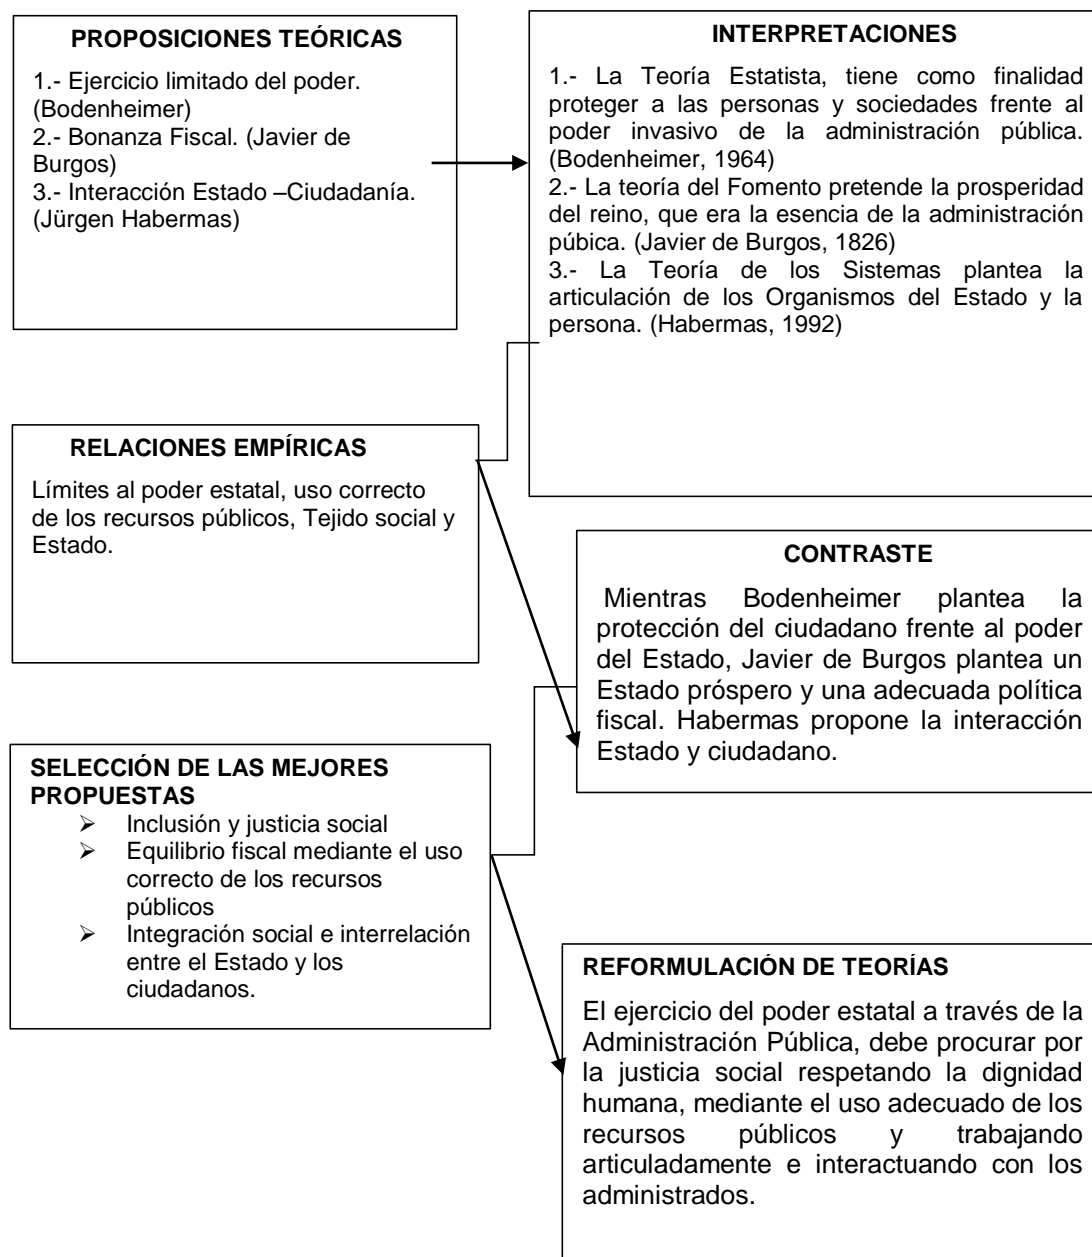 PROPOSICIONES TEÓRICAS
1.- Ejercicio limitado del poder.
(Bodenheimer)
2.- Bonanza Fiscal. (Javier de
Burgos)
3.- Interacción Estado –Ciudadanía.
(Jürgen Habermas)
INTERPRETACIONES
1.- La Teoría Estatista, tiene como finalidad
proteger a las personas y sociedades frente al
poder invasivo de la administración pública.
(Bodenheimer, 1964)
2.- La teoría del Fomento pretende la prosperidad
del reino, que era la esencia de la administración
púbica. (Javier de Burgos, 1826)
3.- La Teoría de los Sistemas plantea la
articulación de los Organismos del Estado y la
persona. (Habermas, 1992)
RELACIONES EMPÍRICAS
Límites al poder estatal, uso correcto
de los recursos públicos, Tejido social y
Estado.
CONTRASTE
Mientras Bodenheimer plantea la
protección del ciudadano frente al poder
del Estado, Javier de Burgos plantea un
Estado próspero y una adecuada política
fiscal. Habermas propone la interacción
Estado y ciudadano.
SELECCIÓN DE LAS MEJORES
PROPUESTAS
➢ Inclusión y justicia social
➢ Equilibrio fiscal mediante el uso
correcto de los recursos
públicos
➢ Integración social e interrelación
entre el Estado y los
ciudadanos.
REFORMULACIÓN DE TEORÍAS
El ejercicio del poder estatal a través de la
Administración Pública, debe procurar por
la justicia social respetando la dignidad
humana, mediante el uso adecuado de los
recursos públicos y trabajando
articuladamente e interactuando con los
administrados.